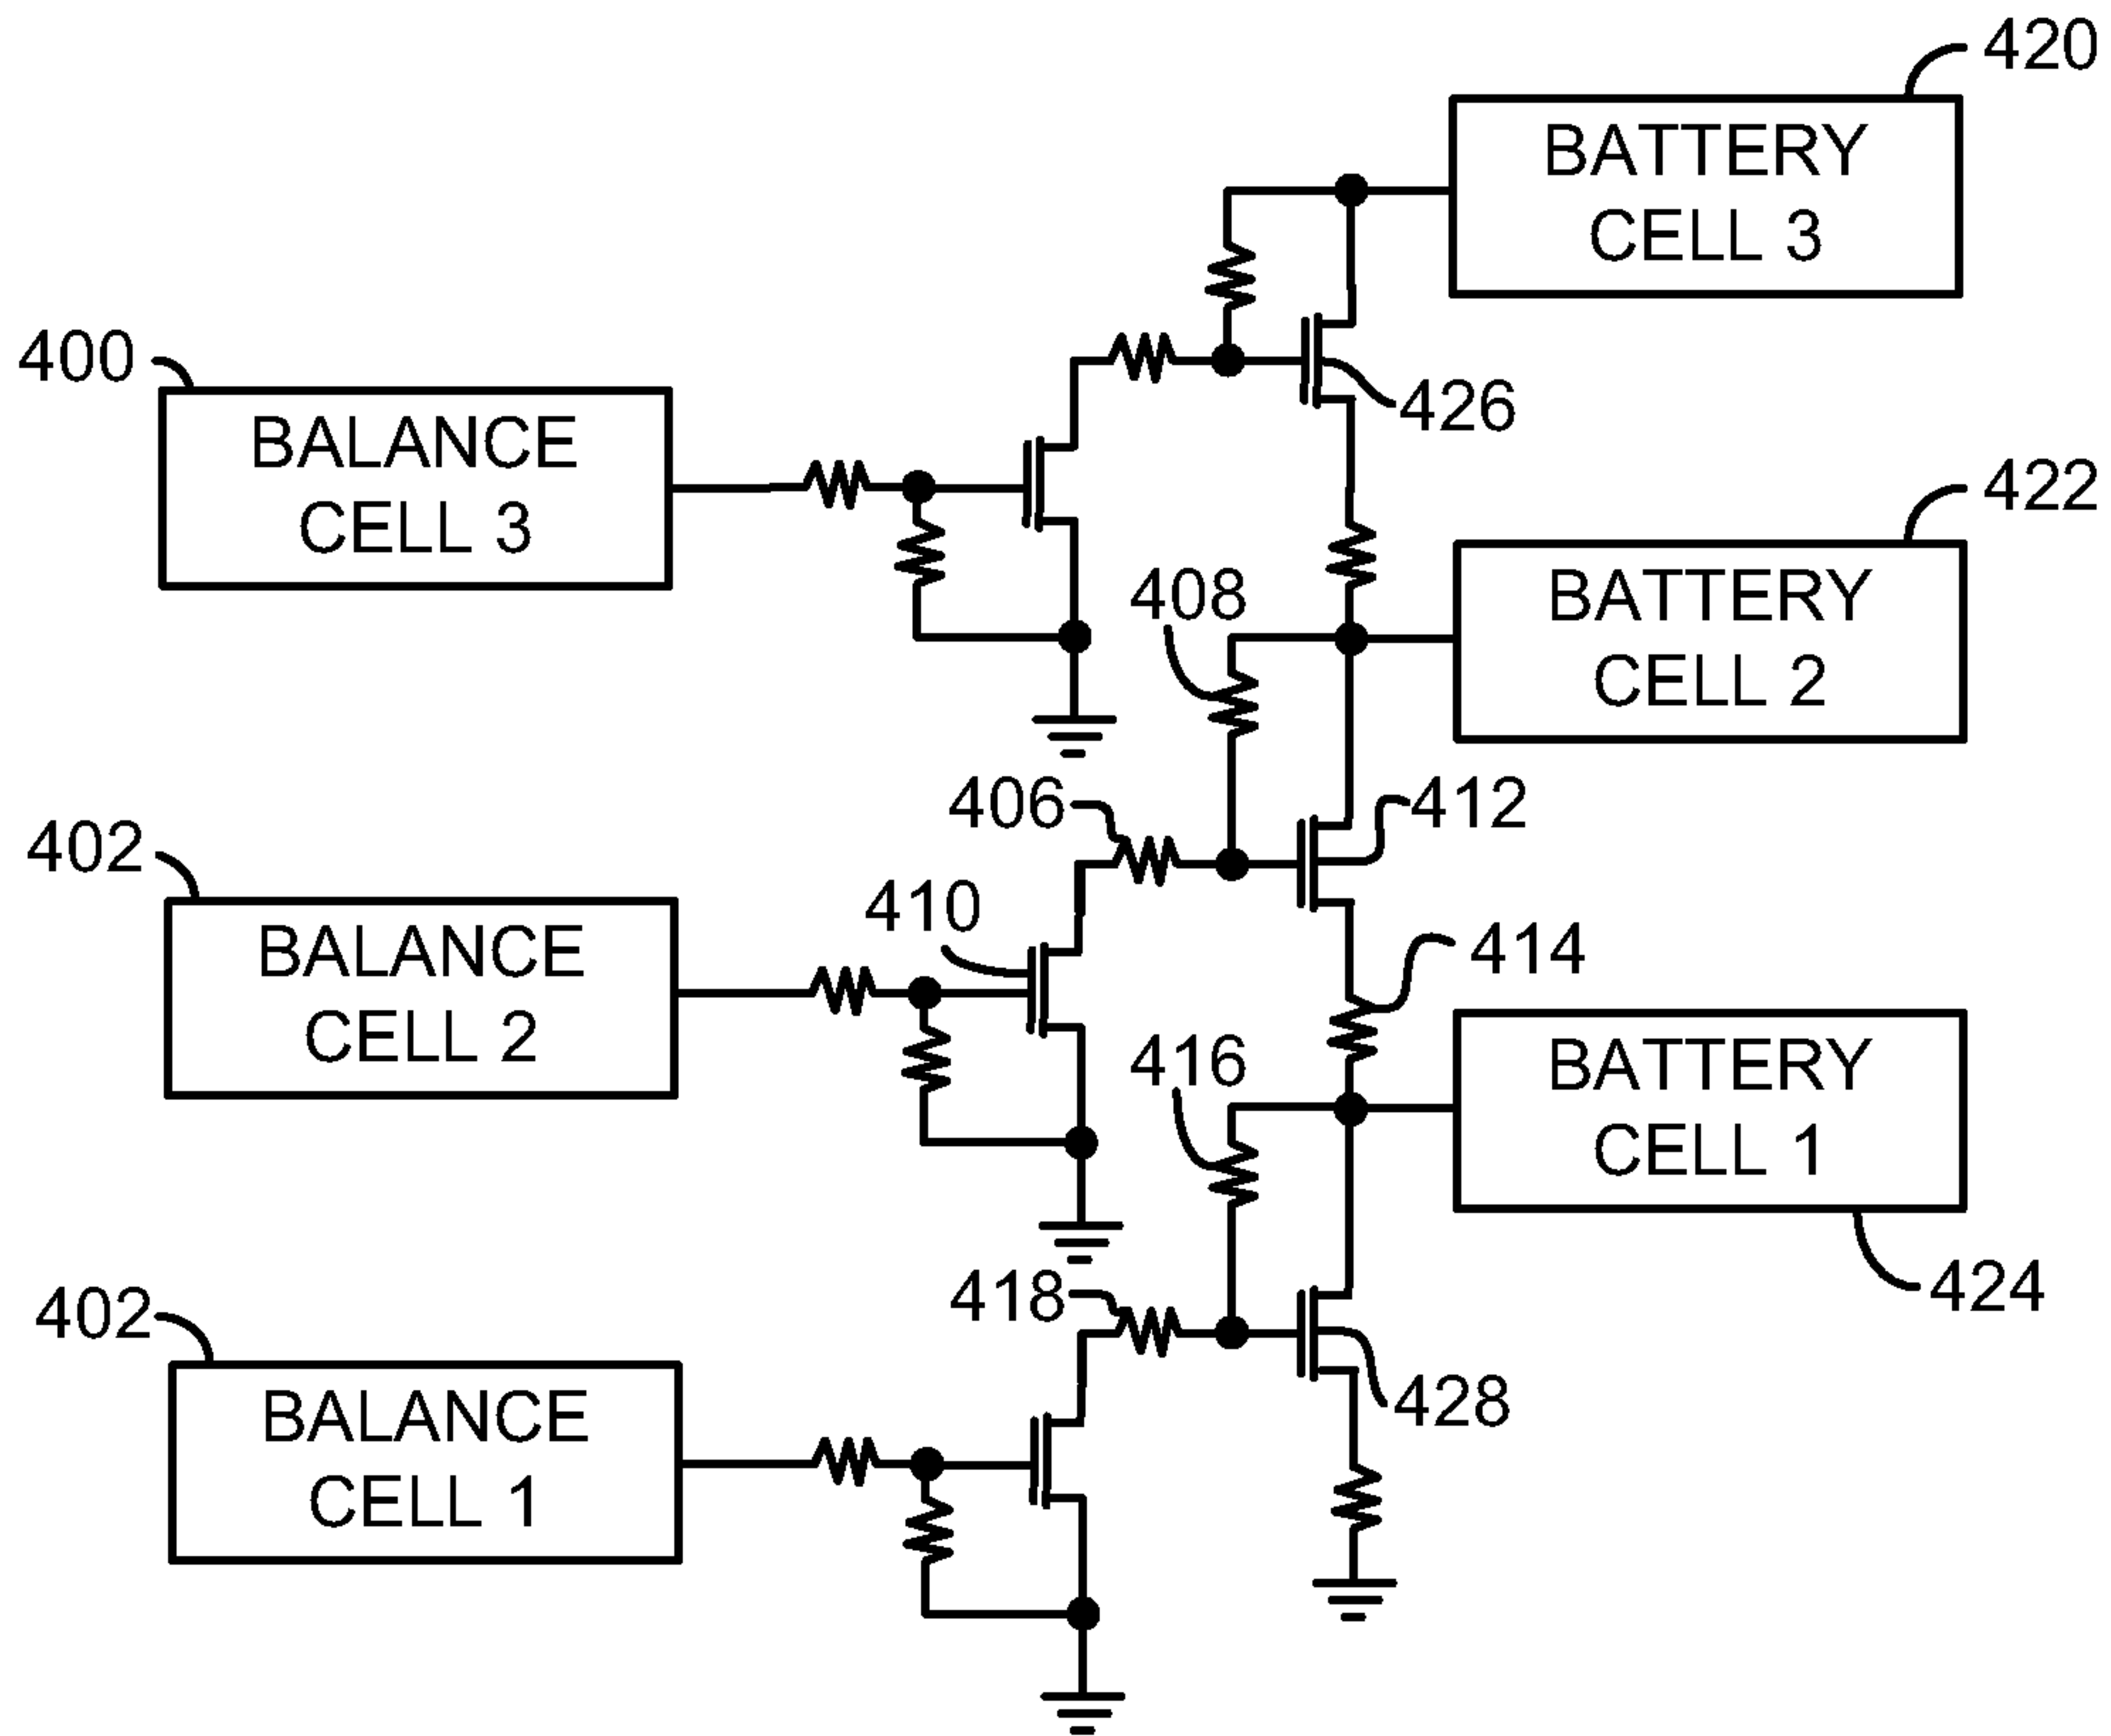 420
BATTERY
CELL 3
400
BALANCE
CELL 3
426
422
BATTERY
CELL 2
408
406
412
402
BALANCE
CELL 2
410
414
416
BATTERY
CELL 1
424
418
402
BALANCE
CELL 1
428